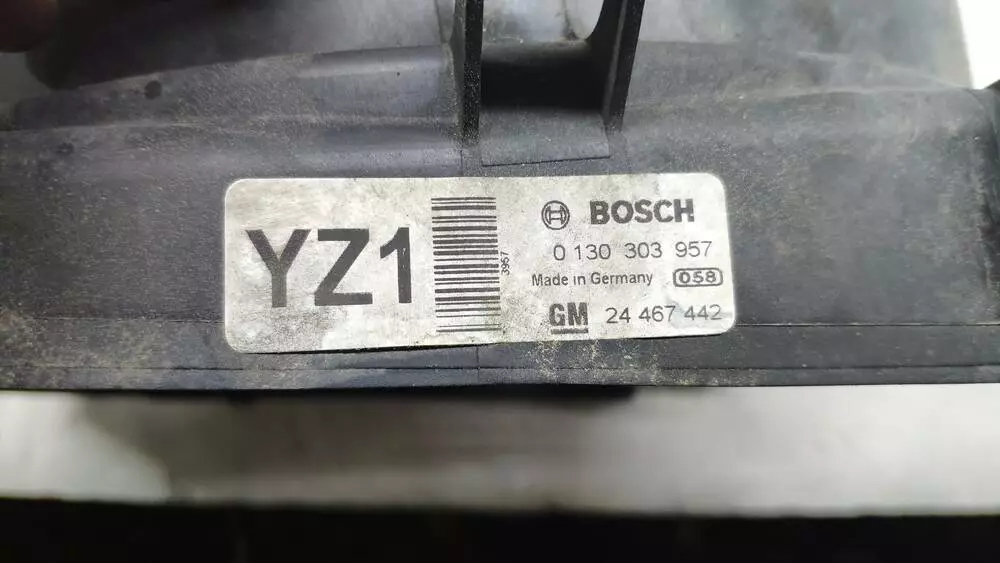 YZ1
3957
BOSCH
0 130 303 957
Made in Germany 058
GM 24 467 442